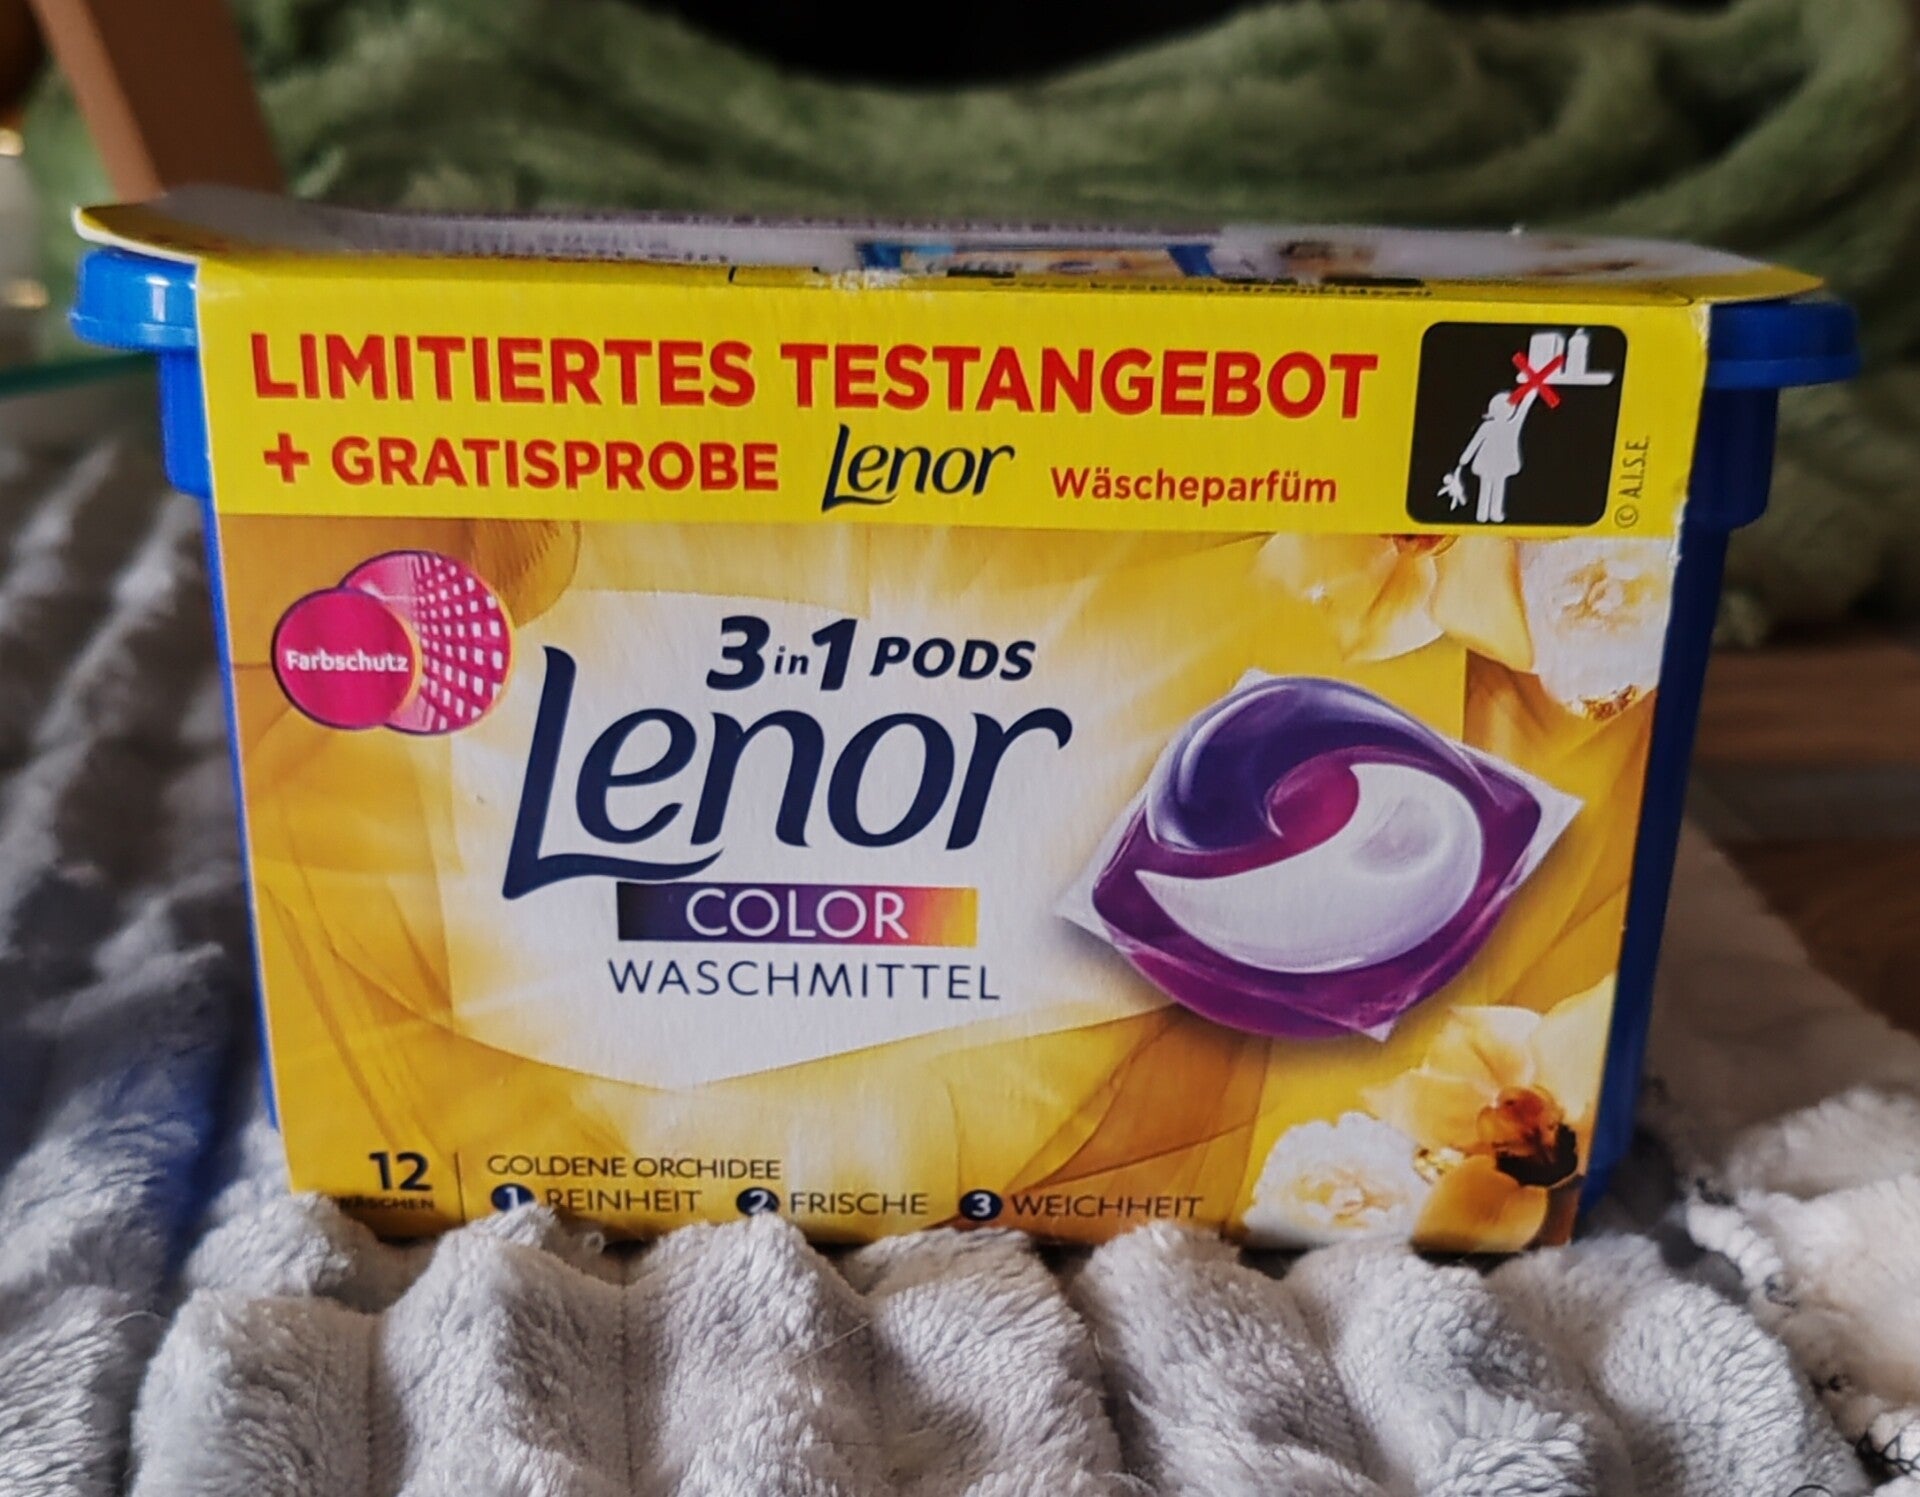 LIMITIERTES TESTANGEBOT
+ GRATISPROBE Lenor Wäscheparfüm
© A.I.S.E.
Farbschutz
3in1 PODS
Lenor
COLOR
WASCHMITTEL
12
WÄSCHEN
GOLDENE ORCHIDEE
1 REINHEIT 2 FRISCHE 3 WEICHHEIT